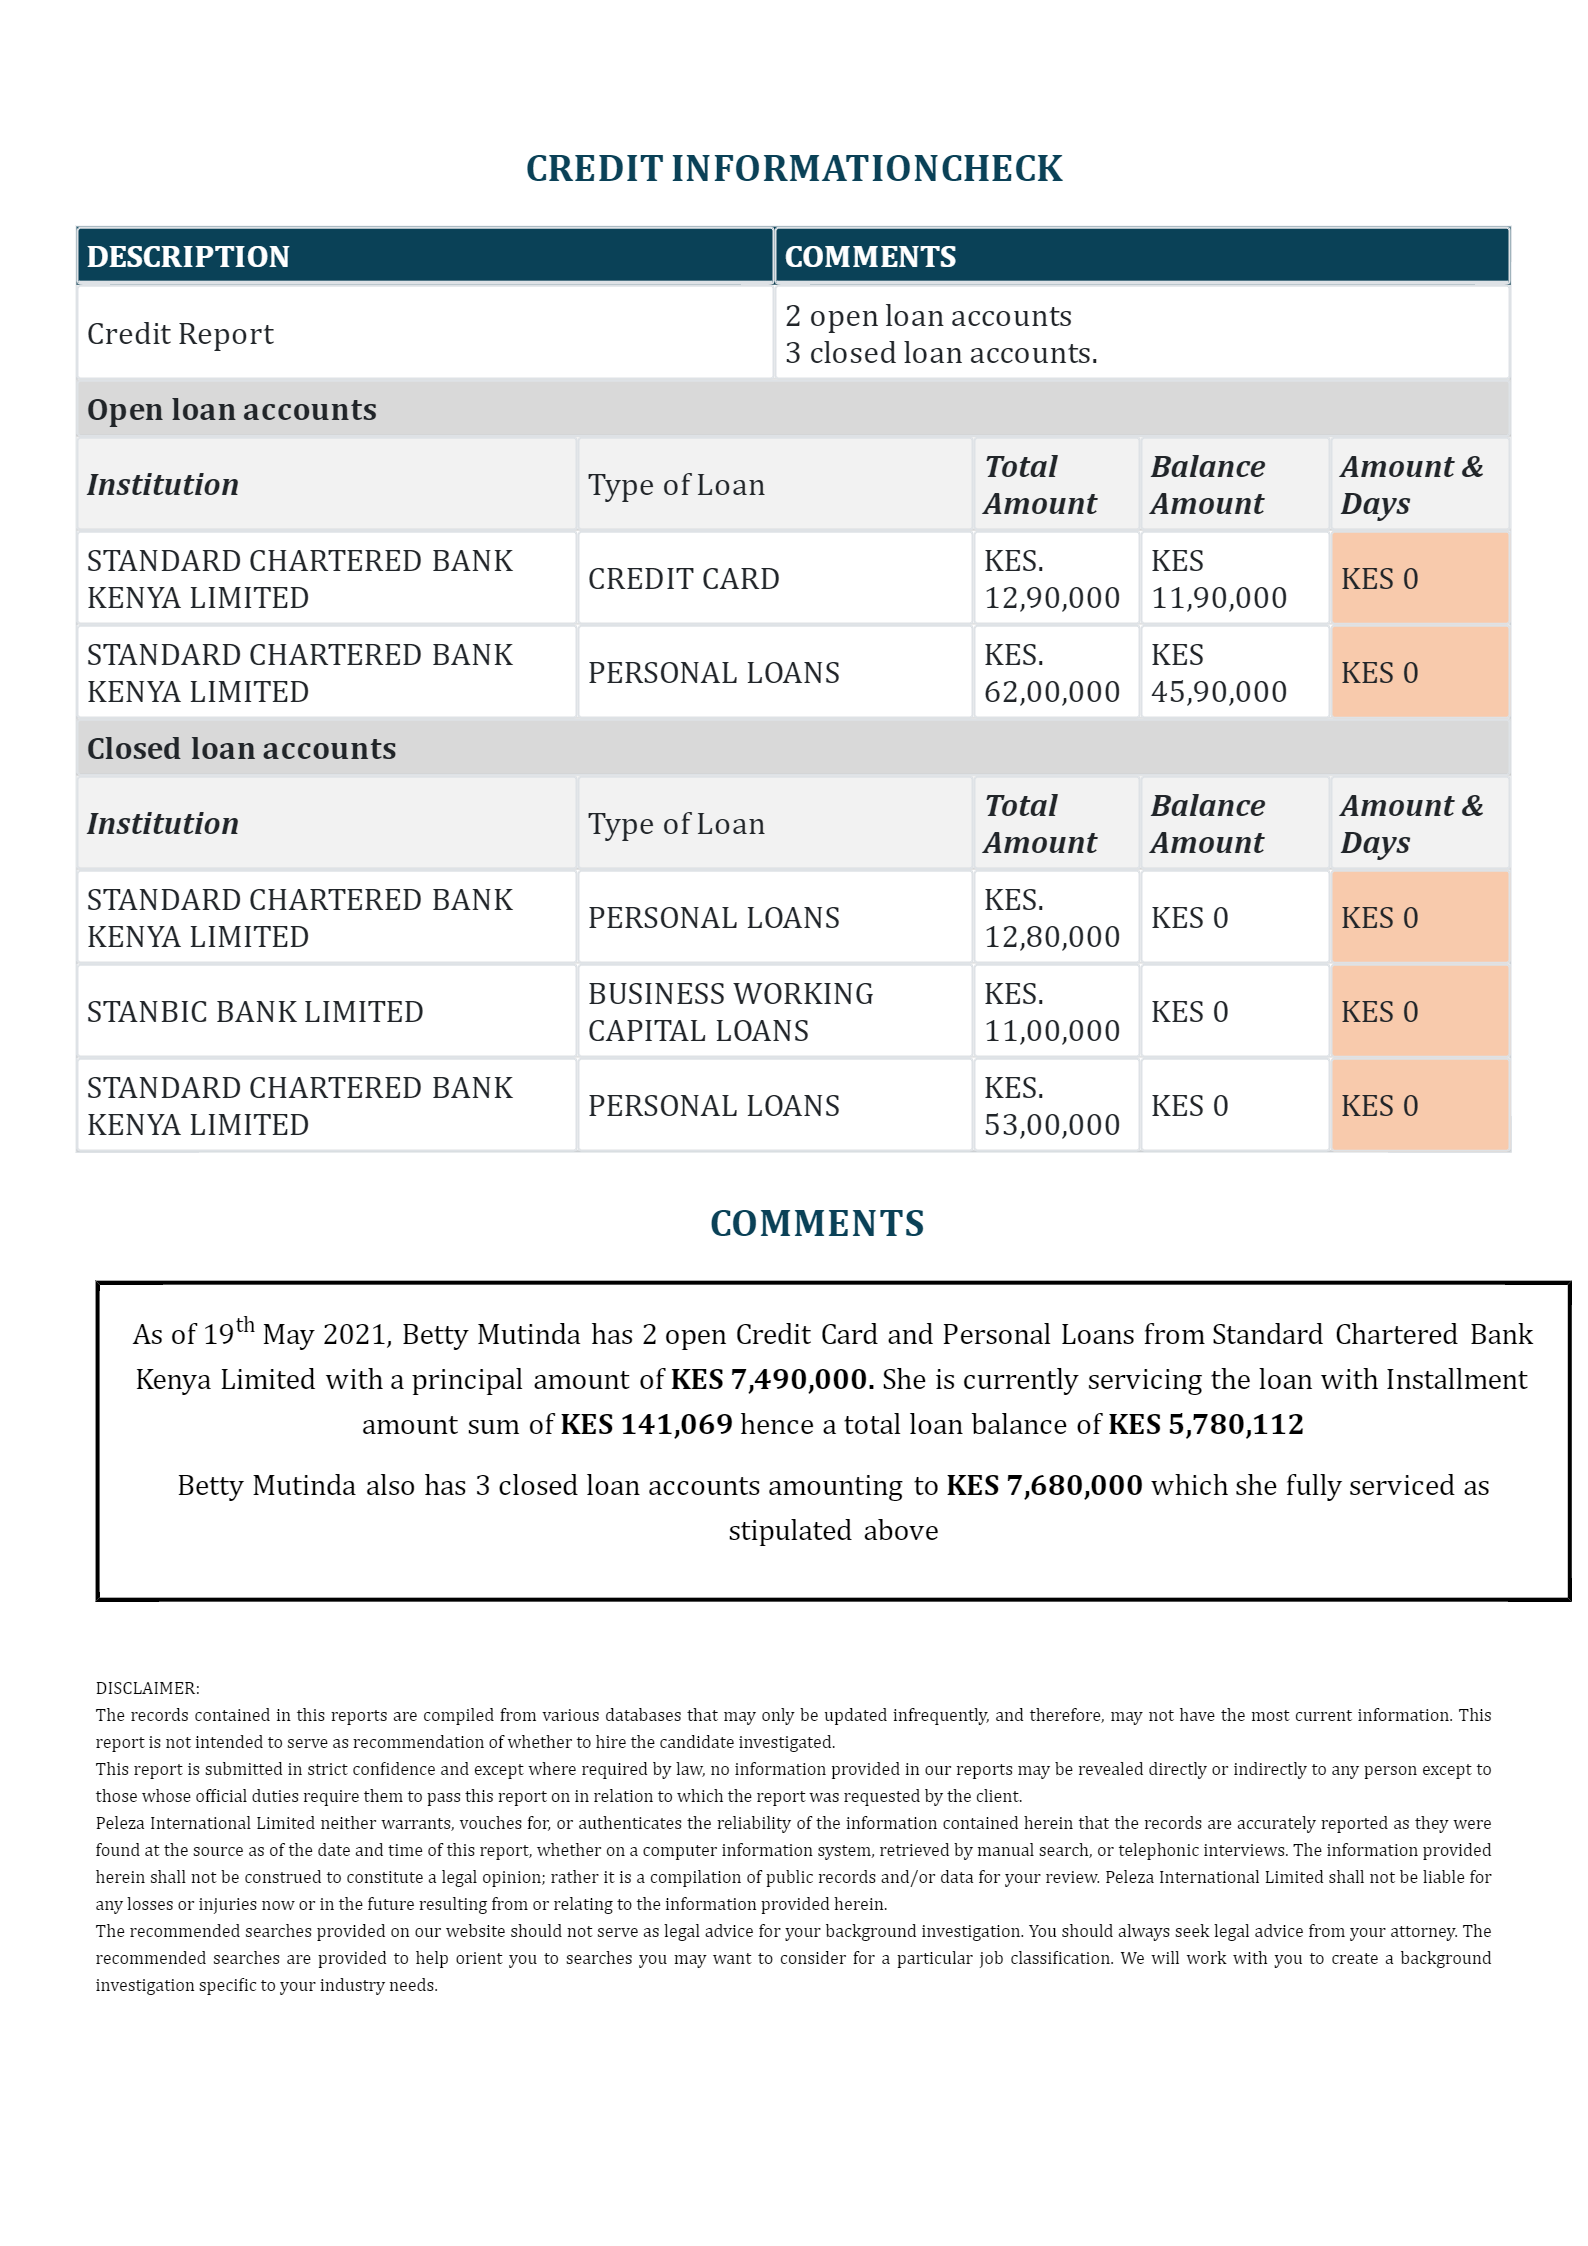 CREDIT INFORMATIONCHECK
DESCRIPTION COMMENTS
Credit Report
2 open loan accounts
3 closed loan accounts.
Open loan accounts
Institution Type of Loan Total Amount Balance Amount Amount & Days
STANDARD CHARTERED BANK KENYA LIMITED CREDIT CARD KES. 12,90,000 KES 11,90,000 KES 0
STANDARD CHARTERED BANK KENYA LIMITED PERSONAL LOANS KES. 62,00,000 KES 45,90,000 KES 0
Closed loan accounts
Institution Type of Loan Total Amount Balance Amount Amount & Days
STANDARD CHARTERED BANK KENYA LIMITED PERSONAL LOANS KES. 12,80,000 KES 0 KES 0
STANBIC BANK LIMITED BUSINESS WORKING CAPITAL LOANS KES. 11,00,000 KES 0 KES 0
STANDARD CHARTERED BANK KENYA LIMITED PERSONAL LOANS KES. 53,00,000 KES 0 KES 0
COMMENTS
As of 19th May 2021, Betty Mutinda has 2 open Credit Card and Personal Loans from Standard Chartered Bank
Kenya Limited with a principal amount of KES 7,490,000. She is currently servicing the loan with Installment
amount sum of KES 141,069 hence a total loan balance of KES 5,780,112
Betty Mutinda also has 3 closed loan accounts amounting to KES 7,680,000 which she fully serviced as
stipulated above
DISCLAIMER:
The records contained in this reports are compiled from various databases that may only be updated infrequently, and therefore, may not have the most current information. This
report is not intended to serve as recommendation of whether to hire the candidate investigated.
This report is submitted in strict confidence and except where required by law, no information provided in our reports may be revealed directly or indirectly to any person except to
those whose official duties require them to pass this report on in relation to which the report was requested by the client.
Peleza International Limited neither warrants, vouches for, or authenticates the reliability of the information contained herein that the records are accurately reported as they were
found at the source as of the date and time of this report, whether on a computer information system, retrieved by manual search, or telephonic interviews. The information provided
herein shall not be construed to constitute a legal opinion; rather it is a compilation of public records and/or data for your review. Peleza International Limited shall not be liable for
any losses or injuries now or in the future resulting from or relating to the information provided herein.
The recommended searches provided on our website should not serve as legal advice for your background investigation. You should always seek legal advice from your attorney. The
recommended searches are provided to help orient you to searches you may want to consider for a particular job classification. We will work with you to create a background
investigation specific to your industry needs.